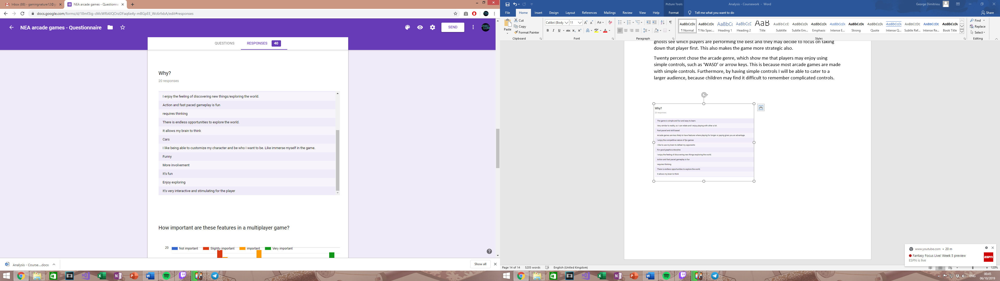 Inbox (88) - gamingnature12@g
NEA arcade games - Questionna
docs.google.com/forms/d/18mf3ig-cMcWRi4JQOrzDFaq6e4y-mBGpEE_Wc6rfxbA/edit#responses
NEA arcade games - Questionnaire
SEND
QUESTIONS
RESPONSES 40
Why?
20 responses
I enjoy the feeling of discovering new things/exploring the world.
Action and fast paced gameplay is fun
requires thinking
There is endless opportunities to explore the world.
It allows my brain to think
Cars
I like being able to customize my character and be who I want to be. Like immerse myself in the game.
Funny
More involvement
It's fun
Enjoy exploring
It's very interactive and stimulating for the player
How important are these features in a multiplayer game?
20
Not important
Slightly important
important
Very important
Analysis - Course....docx
Show all
Picture Tools
Analysis - Coursework - Word
George Dimitriou
File Home Insert Design Layout References Mailings Review View Help Format Tell me what you want to do
Share
Paste
Cut
Copy
Format Painter
Clipboard
Calibri (Body 11
Font
Paragraph
AaBbCcDc AaBbCcDc AaBbC( AaBbCcE AaB AaBbCcE AaBbCcDt AaBbCcDt AaBbCcDt AaBbCcDc AaBbCcDt AaBbCcDt AABBCCDE AABBCCDE AaBbCcDt
¶ Normal
¶ No Spac...
Heading 1
Heading 2
Title
Subtitle
Subtle Em...
Emphasis
Intense E...
Strong
Quote
Intense Q...
Subtle Ref...
Intense Re...
Book Title
Styles
Find
Replace
Select
Editing
ghosts see which players are performing the best and they may decide to focus on taking
down that player first. This also makes the game more strategic also.
Twenty percent chose the arcade genre, which show me that players may enjoy using
simple controls, such as ‘WASD’ or arrow keys. This is because most arcade games are made
with simple controls. Furthermore, by having simple controls I will be able to cater to a
larger audience, because children may find it difficult to remember complicated controls.
Why?
20 responses
The game is simple and fun and easy to learn.
Very similar to reality, so I can relate and I enjoy playing with other a lot.
Fast paced and skill based
Arcade games are less likely to have features where playing for longer or paying gives you an advantage.
I enjoy the competitive nature of fps games
I like to use my brain to defeat my opponents
For good graphics/storyline
I enjoy the feeling of discovering new things/exploring the world.
Action and fast paced gameplay is fun
requires thinking
There is endless opportunities to explore the world.
It allows my brain to think
www.youtube.com • 20 m
Fantasy Focus Live! Week 5 preview
ESPN is live
ESPN
Page 14 of 14
5205 words
English (United Kingdom)
120%
ENG
00:45
06/10/2019